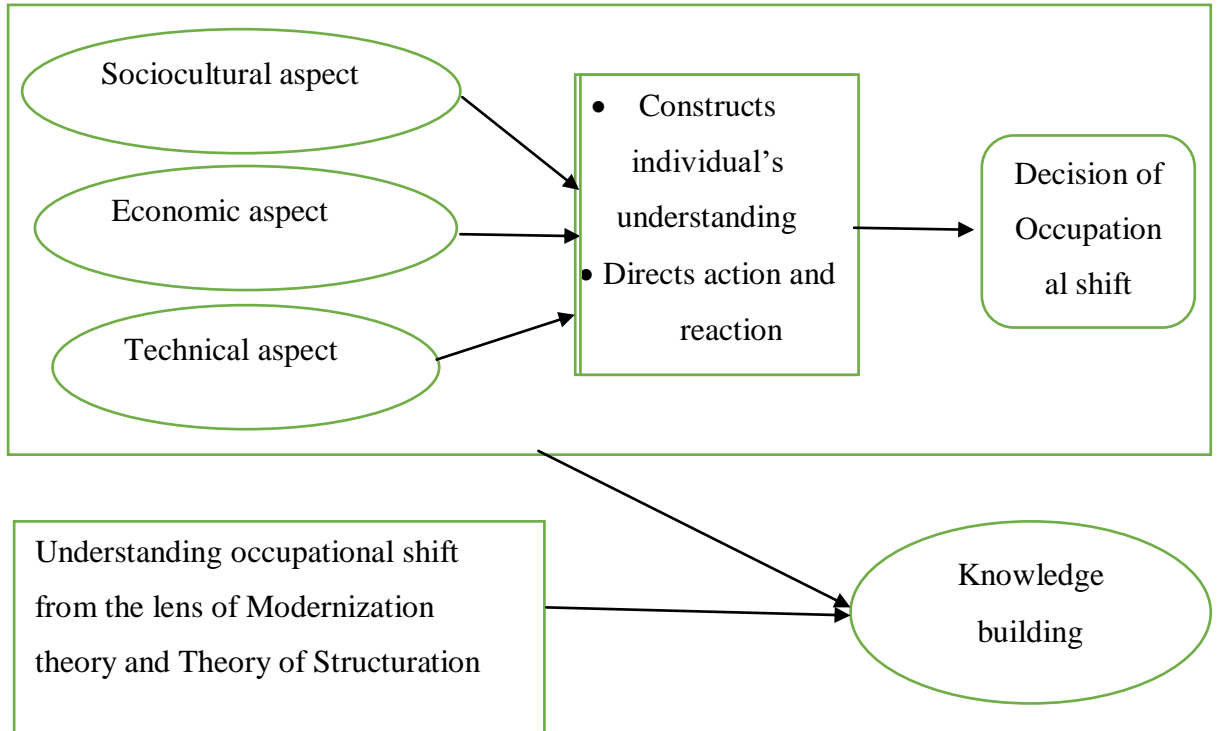 Sociocultural aspect
Economic aspect
Technical aspect
• Constructs
individual’s
understanding
• Directs action and
reaction
Decision of
Occupation
al shift
Understanding occupational shift
from the lens of Modernization
theory and Theory of Structuration
Knowledge
building